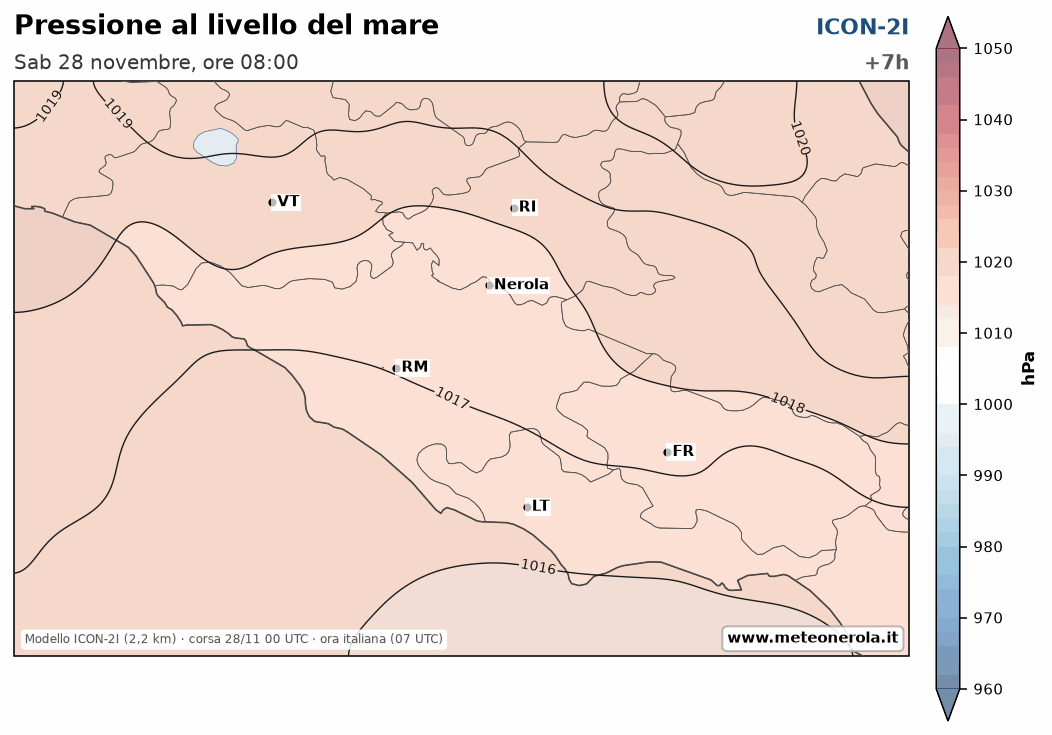 Pressione al livello del mare
ICON-2I
Sab 28 novembre, ore 08:00
+7h
1019
1019
1020
VT
RI
Nerola
RM
1017
1018
FR
LT
1016
Modello ICON-2I (2,2 km) · corsa 28/11 00 UTC · ora italiana (07 UTC)
www.meteonerola.it
1050
1040
1030
1020
1010
1000
990
980
970
960
hPa